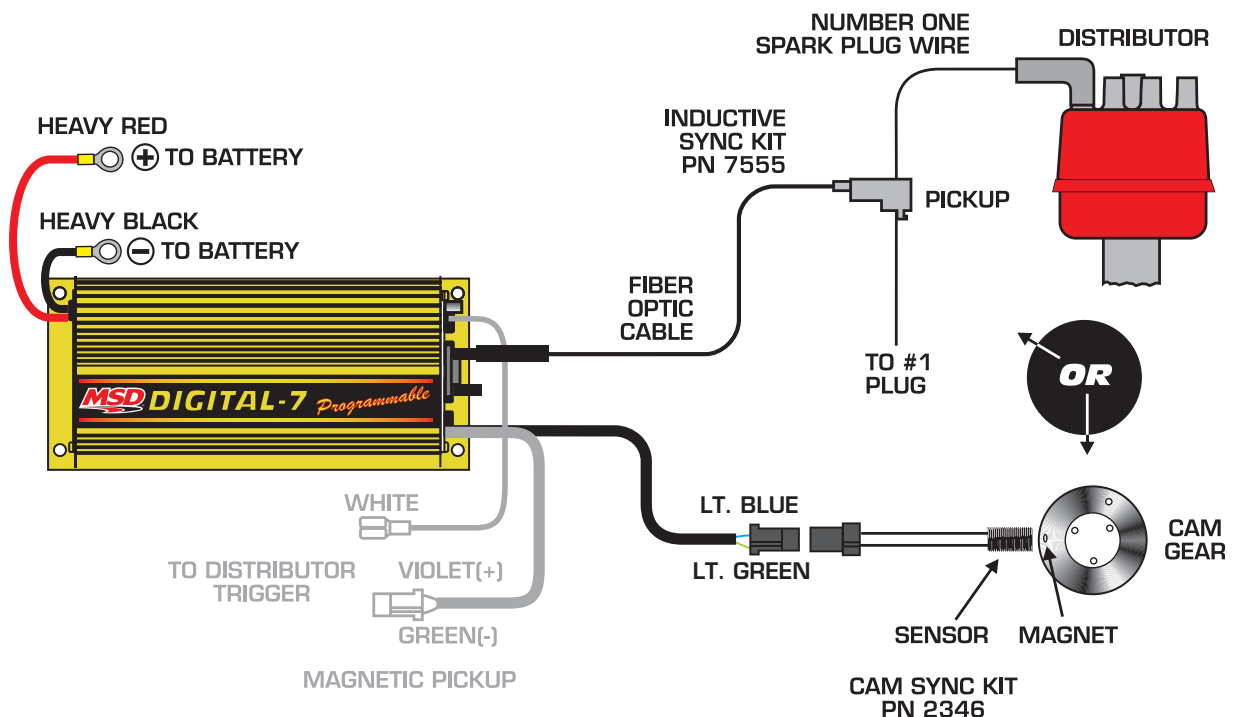 NUMBER ONE
SPARK PLUG WIRE
DISTRIBUTOR
HEAVY RED
+ TO BATTERY
INDUCTIVE
SYNC KIT
PN 7555
PICKUP
HEAVY BLACK
− TO BATTERY
FIBER
OPTIC
CABLE
TO #1
PLUG
OR
MSD DIGITAL-7 Programmable
WHITE
LT. BLUE
LT. GREEN
CAM
GEAR
TO DISTRIBUTOR
TRIGGER
VIOLET(+)
GREEN(-)
SENSOR
MAGNET
MAGNETIC PICKUP
CAM SYNC KIT
PN 2346